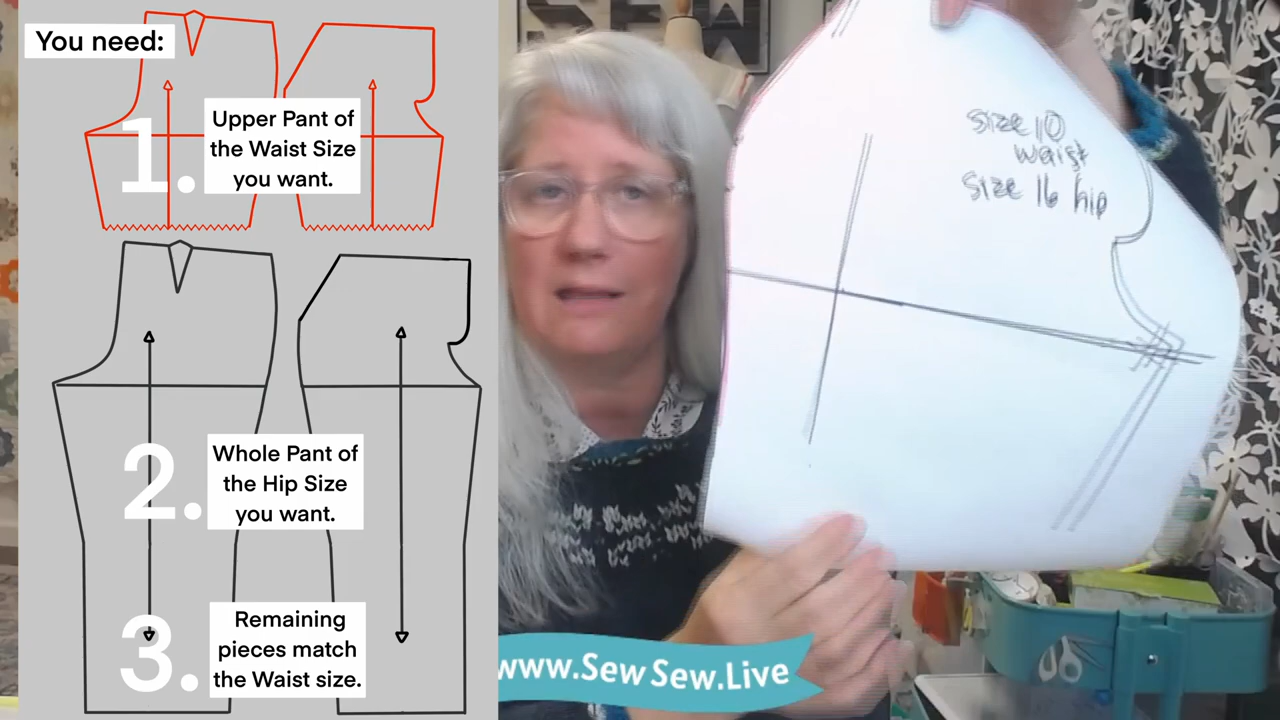 You need:
1.
Upper Pant of
the Waist Size
you want.
2.
Whole Pant of
the Hip Size
you want.
3.
Remaining
pieces match
the Waist size.
SEW
size 10
waist
size 16 hip
www.SewSew.Live